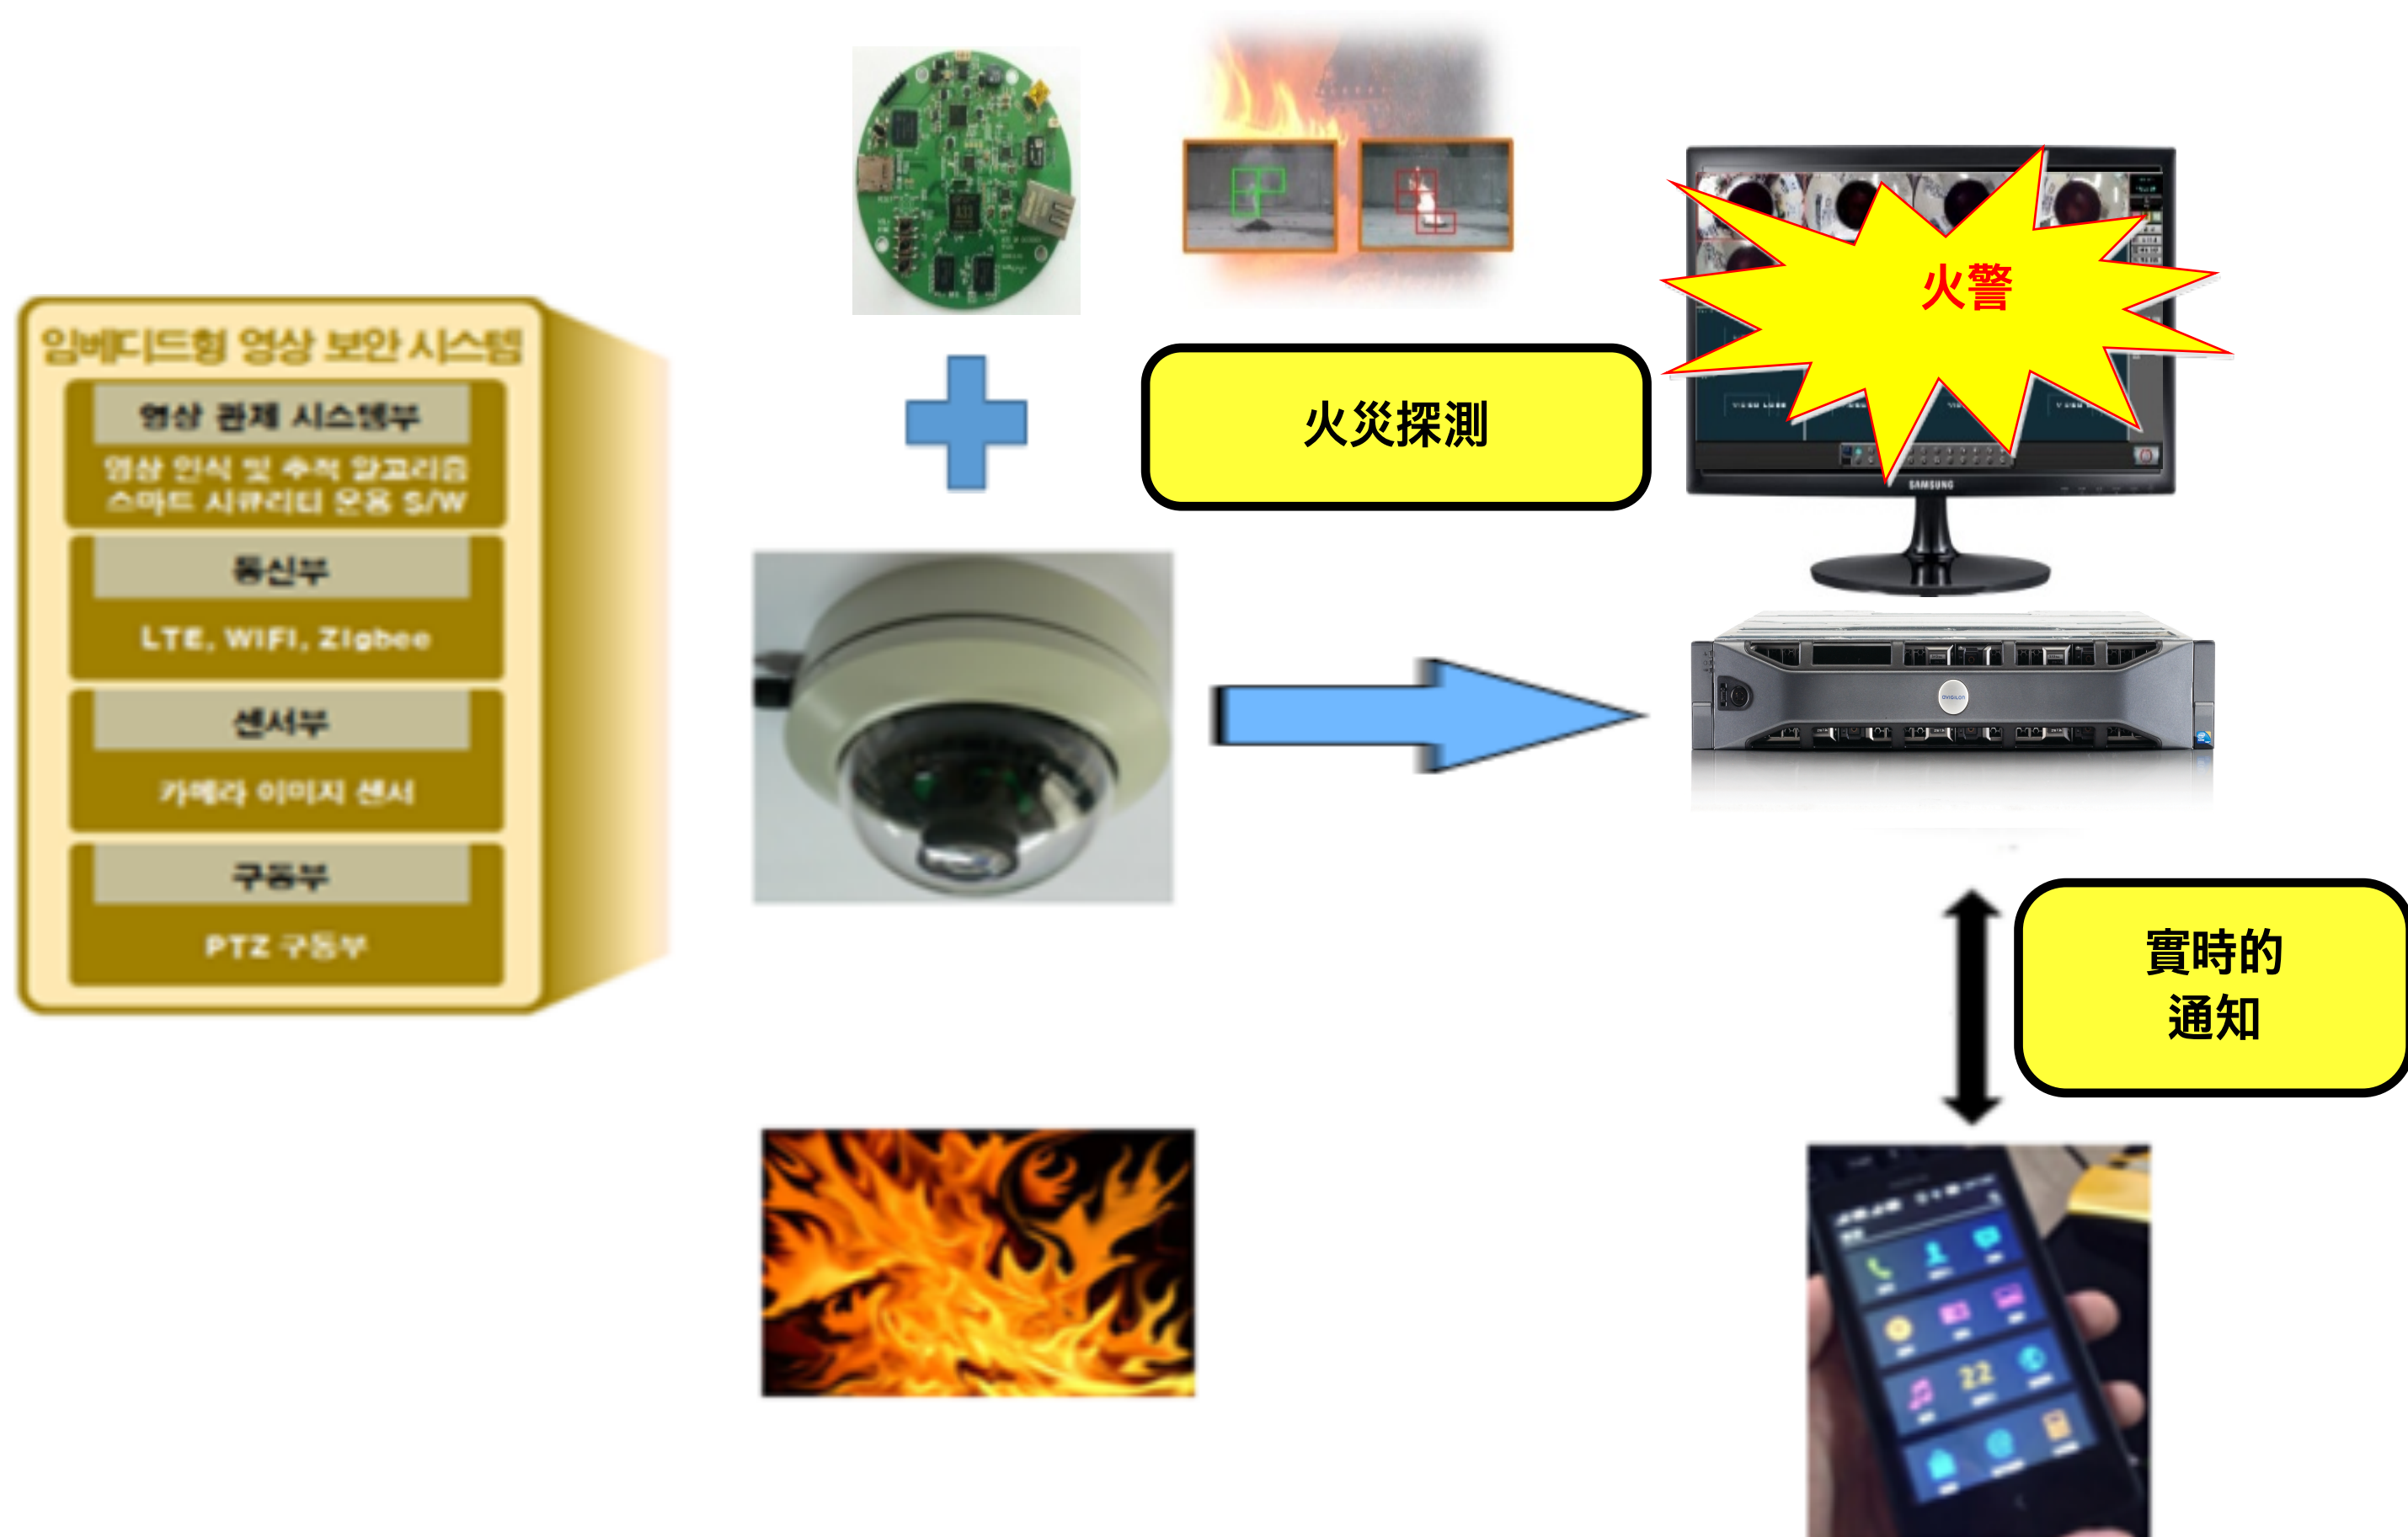 임베디드형 영상 보안 시스템
영상 관제 시스템부
영상 인식 및 추적 알고리즘
스마트 시큐리티 운용 S/W
통신부
LTE, WIFI, Zigbee
센서부
카메라 이미지 센서
구동부
PTZ 구동부
火災探測
火警
SAMSUNG
實時的
通知
22